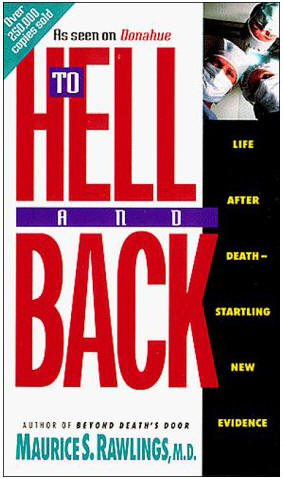 Over
250,000
copies sold
As seen on Donahue
TO
HELL
AND
BACK
LIFE
AFTER
DEATH–
STARTLING
NEW
EVIDENCE
AUTHOR OF BEYOND DEATH'S DOOR
MAURICE S. RAWLINGS, M.D.